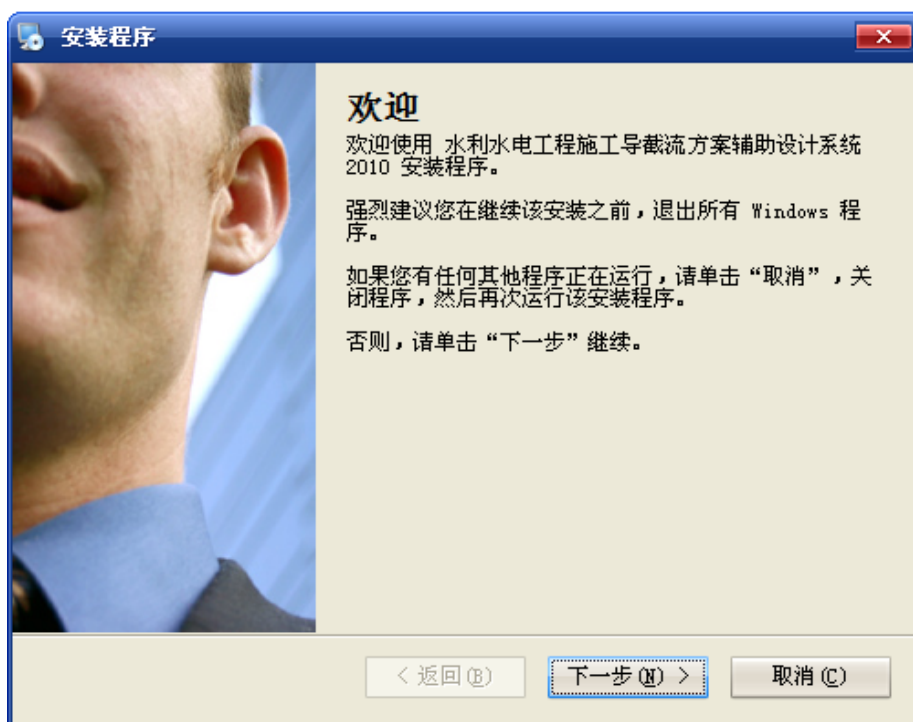 安装程序
欢迎
欢迎使用 水利水电工程施工导截流方案辅助设计系统
2010 安装程序。
强烈建议您在继续该安装之前，退出所有 Windows 程
序。
如果您有任何其他程序正在运行，请单击“取消”，关
闭程序，然后再次运行该安装程序。
否则，请单击“下一步”继续。
< 返回(B)
下一步(N) >
取消(C)